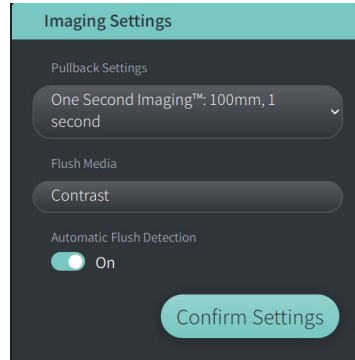 Imaging Settings
Pullback Settings
One Second Imaging™: 100mm, 1
second
Flush Media
Contrast
Automatic Flush Detection
On
Confirm Settings